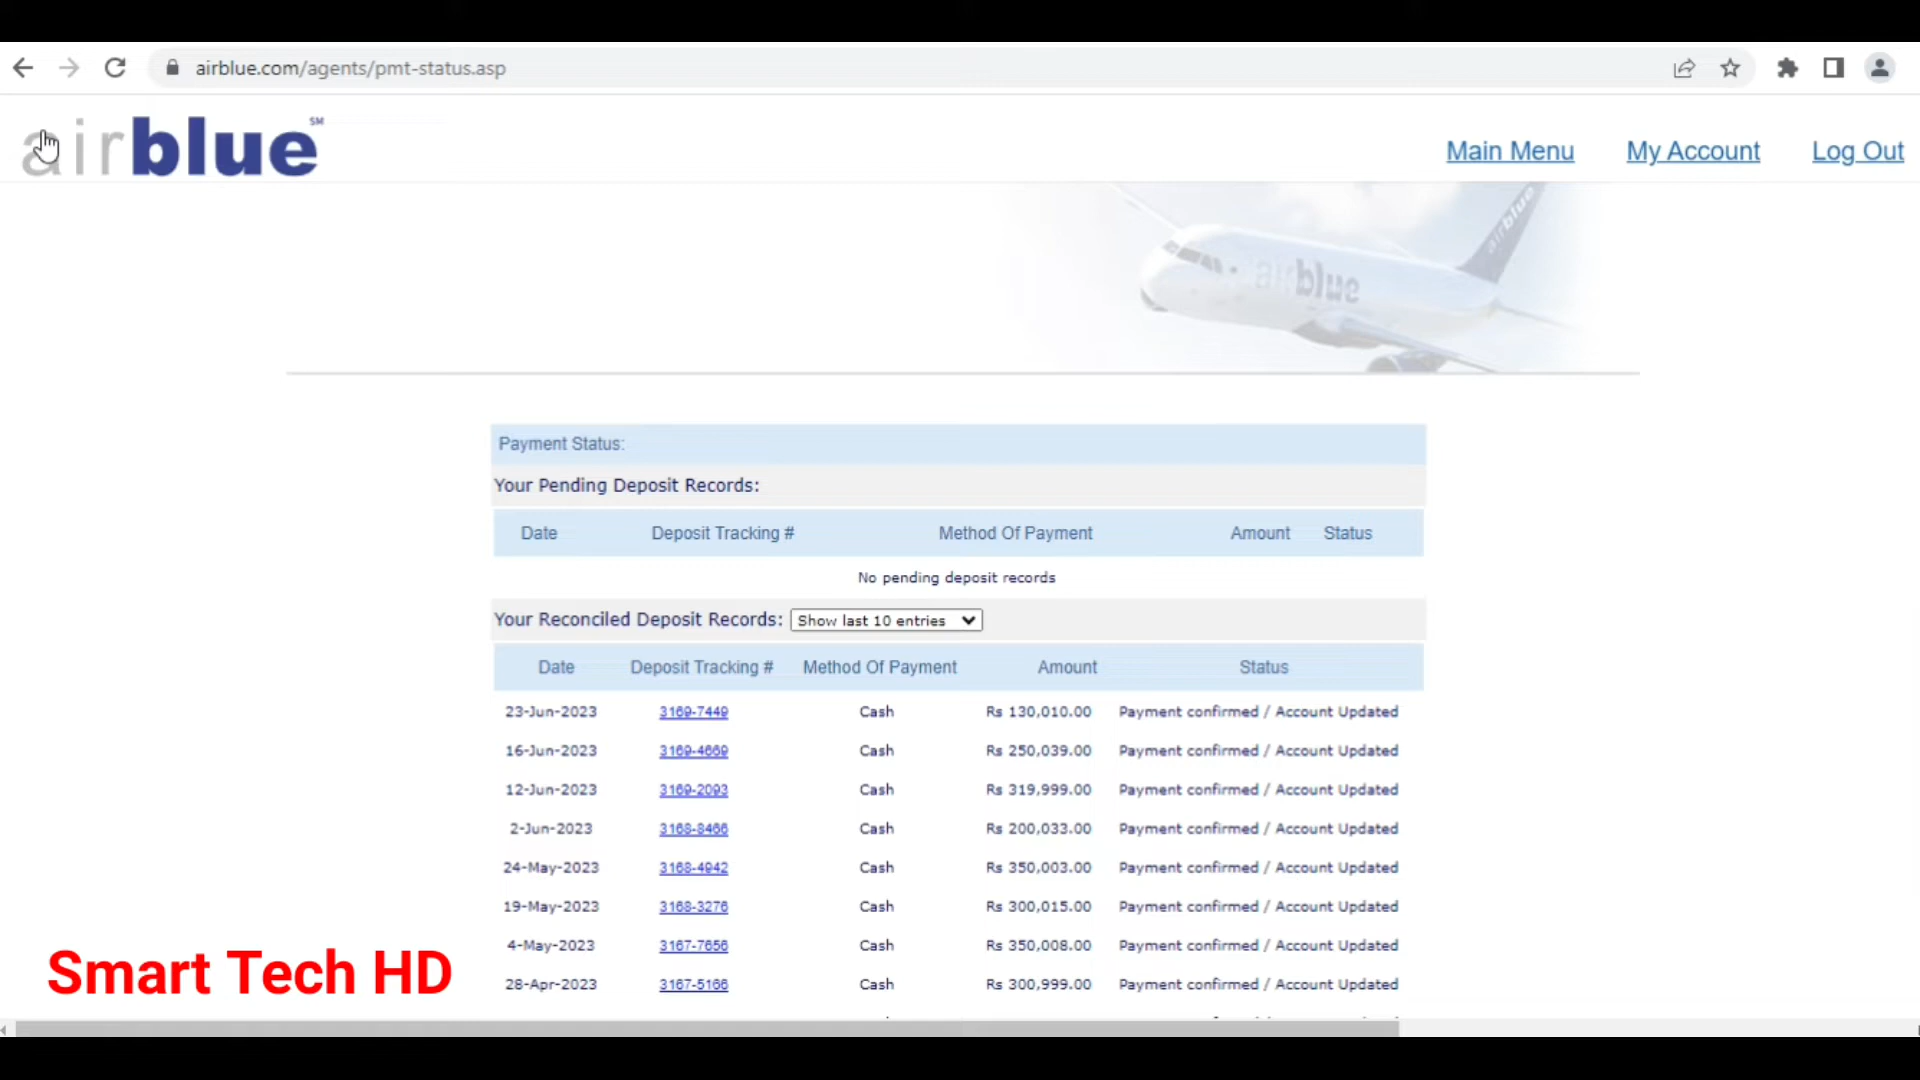 airblue.com/agents/pmt-status.asp
airblue SM
Main Menu My Account Log Out
airblue
airblue
Payment Status:
Your Pending Deposit Records:
Date Deposit Tracking # Method Of Payment Amount Status
No pending deposit records
Your Reconciled Deposit Records: Show last 10 entries
Date Deposit Tracking # Method Of Payment Amount Status
23-Jun-2023 3169-7449 Cash Rs 130,010.00 Payment confirmed / Account Updated
16-Jun-2023 3169-4669 Cash Rs 250,039.00 Payment confirmed / Account Updated
12-Jun-2023 3169-2093 Cash Rs 319,999.00 Payment confirmed / Account Updated
2-Jun-2023 3168-8466 Cash Rs 200,033.00 Payment confirmed / Account Updated
24-May-2023 3168-4942 Cash Rs 350,003.00 Payment confirmed / Account Updated
19-May-2023 3168-3276 Cash Rs 300,015.00 Payment confirmed / Account Updated
4-May-2023 3167-7656 Cash Rs 350,008.00 Payment confirmed / Account Updated
28-Apr-2023 3167-5166 Cash Rs 300,999.00 Payment confirmed / Account Updated
Smart Tech HD